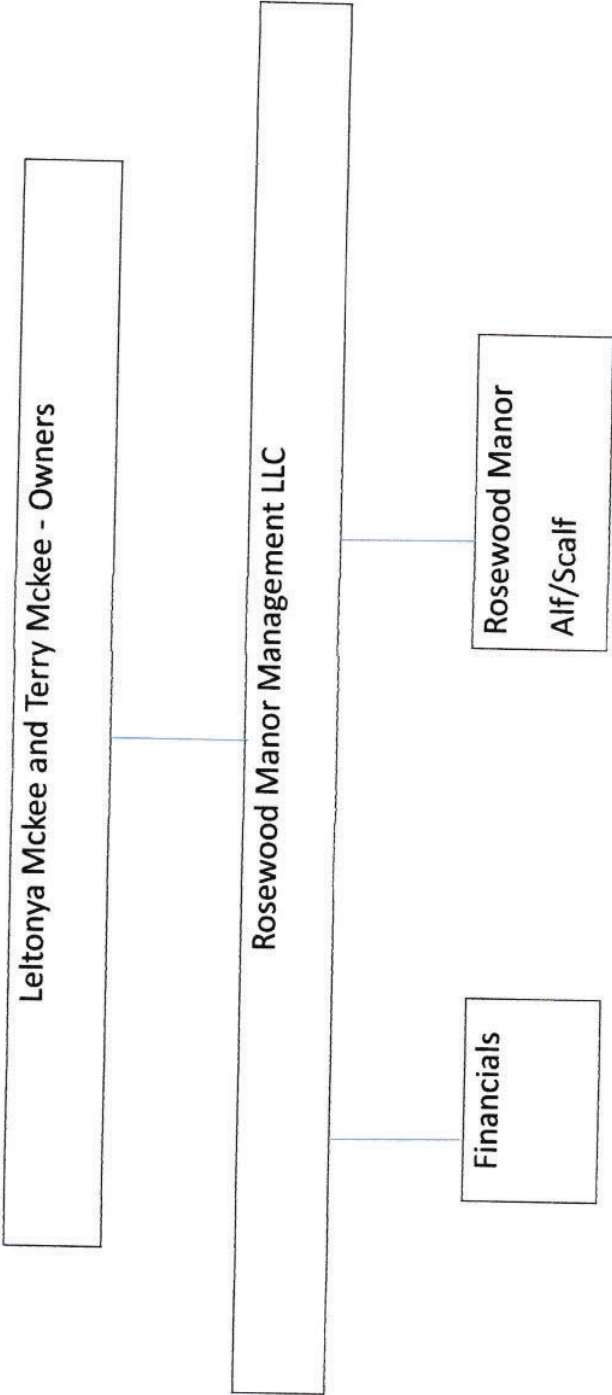 Leltonya Mckee and Terry Mckee - Owners
Rosewood Manor Management LLC
Financials
Rosewood Manor
Alf/Scalf